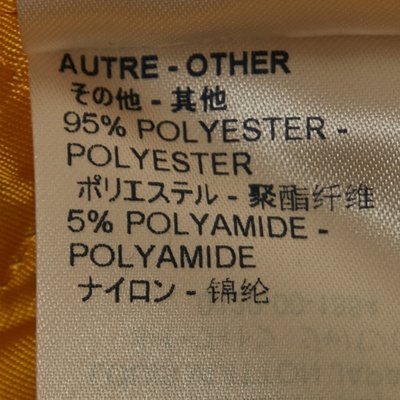 AUTRE - OTHER
その他 - 其他
95% POLYESTER -
POLYESTER
ポリエステル - 聚酯纤维
5% POLYAMIDE -
POLYAMIDE
ナイロン - 锦纶